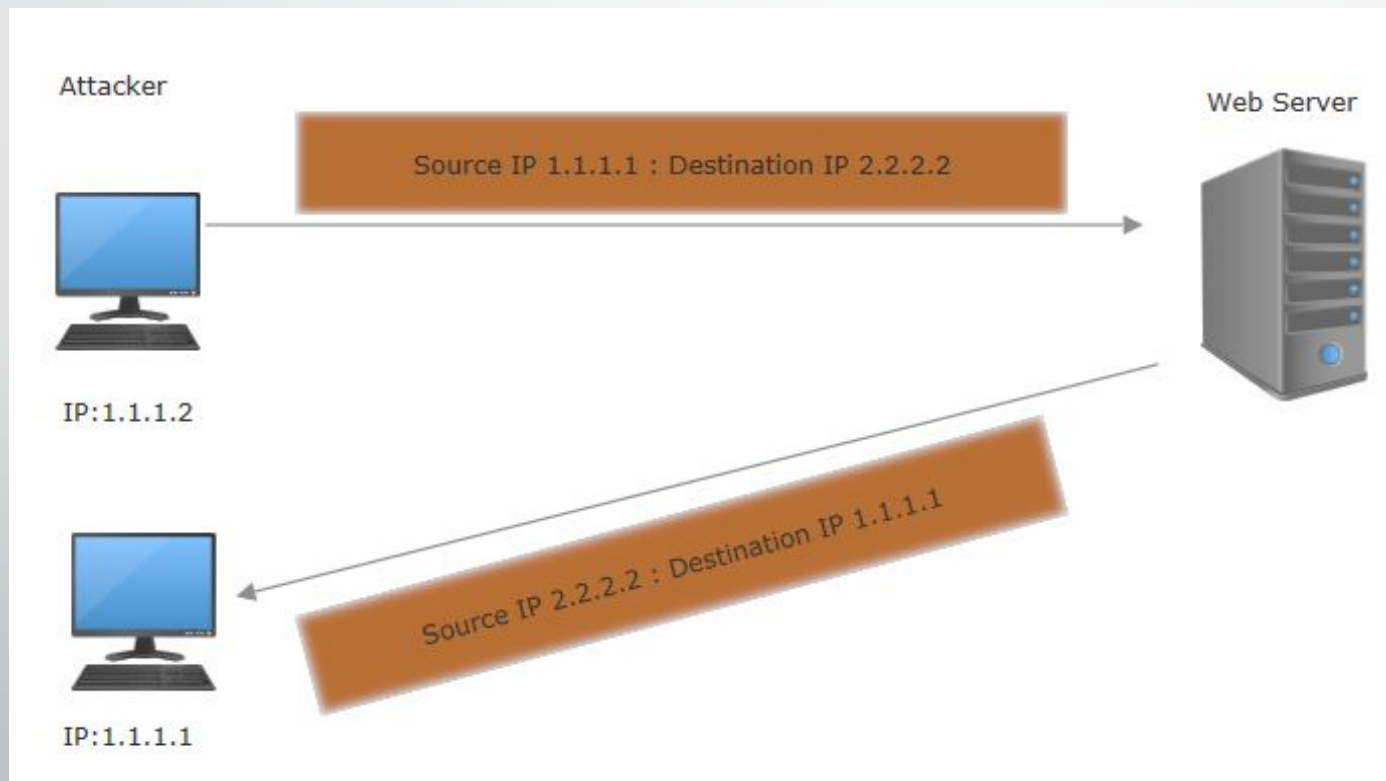 Attacker
Web Server
Source IP 1.1.1.1 : Destination IP 2.2.2.2
IP:1.1.1.2
Source IP 2.2.2.2 : Destination IP 1.1.1.1
IP:1.1.1.1